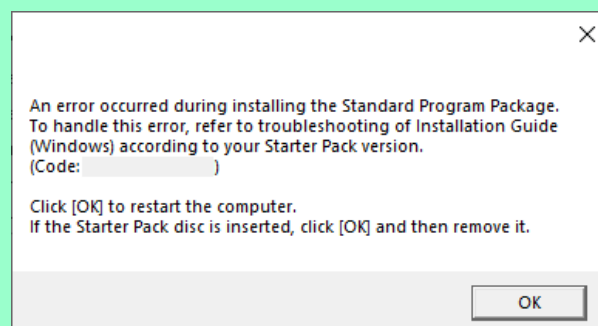 An error occurred during installing the Standard Program Package.
To handle this error, refer to troubleshooting of Installation Guide
(Windows) according to your Starter Pack version.
(Code: )
Click [OK] to restart the computer.
If the Starter Pack disc is inserted, click [OK] and then remove it.
OK